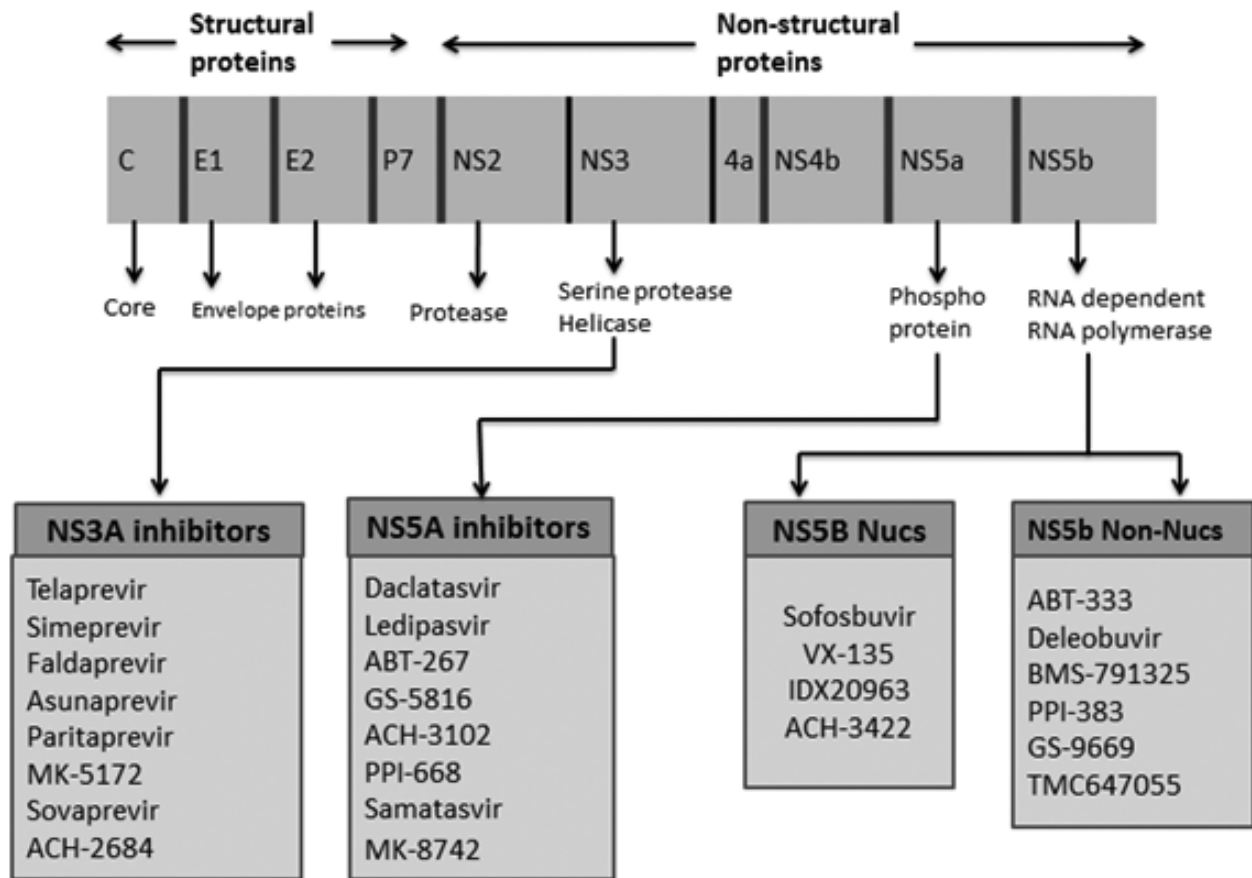 Structural
proteins
Non-structural
proteins
C
E1
E2
P7
NS2
NS3
4a
NS4b
NS5a
NS5b
Core
Envelope proteins
Protease
Serine protease
Helicase
Phospho
protein
RNA dependent
RNA polymerase
NS3A inhibitors
Telaprevir
Simeprevir
Faldaprevir
Asunaprevir
Paritaprevir
MK-5172
Sovaprevir
ACH-2684
NS5A inhibitors
Daclatasvir
Ledipasvir
ABT-267
GS-5816
ACH-3102
PPI-668
Samatasvir
MK-8742
NS5B Nucs
Sofosbuvir
VX-135
IDX20963
ACH-3422
NS5b Non-Nucs
ABT-333
Deleobuvir
BMS-791325
PPI-383
GS-9669
TMC647055